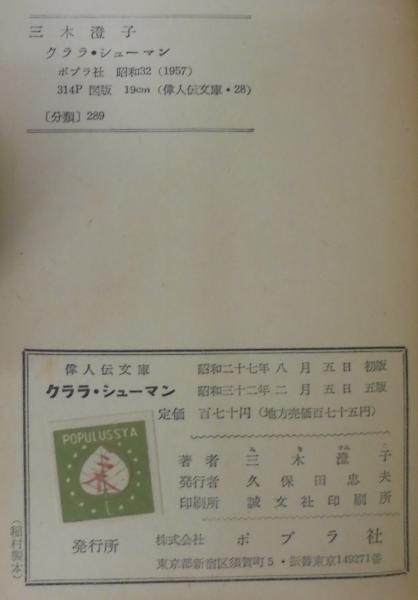 三木澄子
クララ・シューマン
ポプラ社 昭和32（1957）
314P 図版 19cm（偉人伝文庫・28）
〔分類〕289
偉人伝文庫
クララ・シューマン
昭和二十七年 八月 五日 初版
昭和三十二年 二月 五日 五版
定価 百七十円（地方売価百七十五円）
POPULUSSYA
著者 三木澄子
発行者 久保田忠夫
印刷所 誠文社印刷所
発行所 株式会社 ポプラ社
東京都新宿区須賀町5・振替東京149271番
（稲村製本）